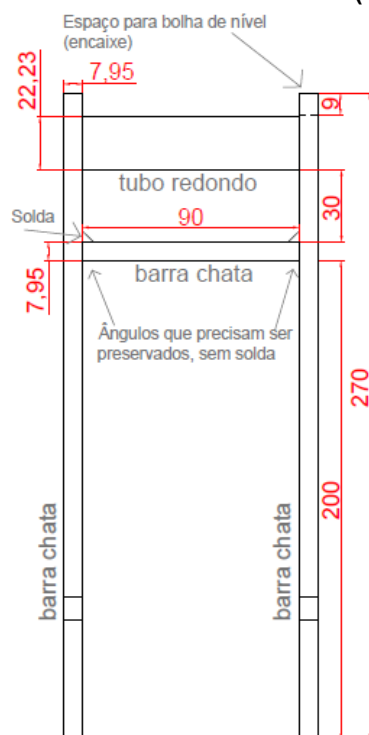 (
Espaço para bolha de nível
(encaixe)
7,95
22,23
9
tubo redondo
30
Solda
90
barra chata
7,95
Ângulos que precisam ser
preservados, sem solda
270
200
barra chata
barra chata